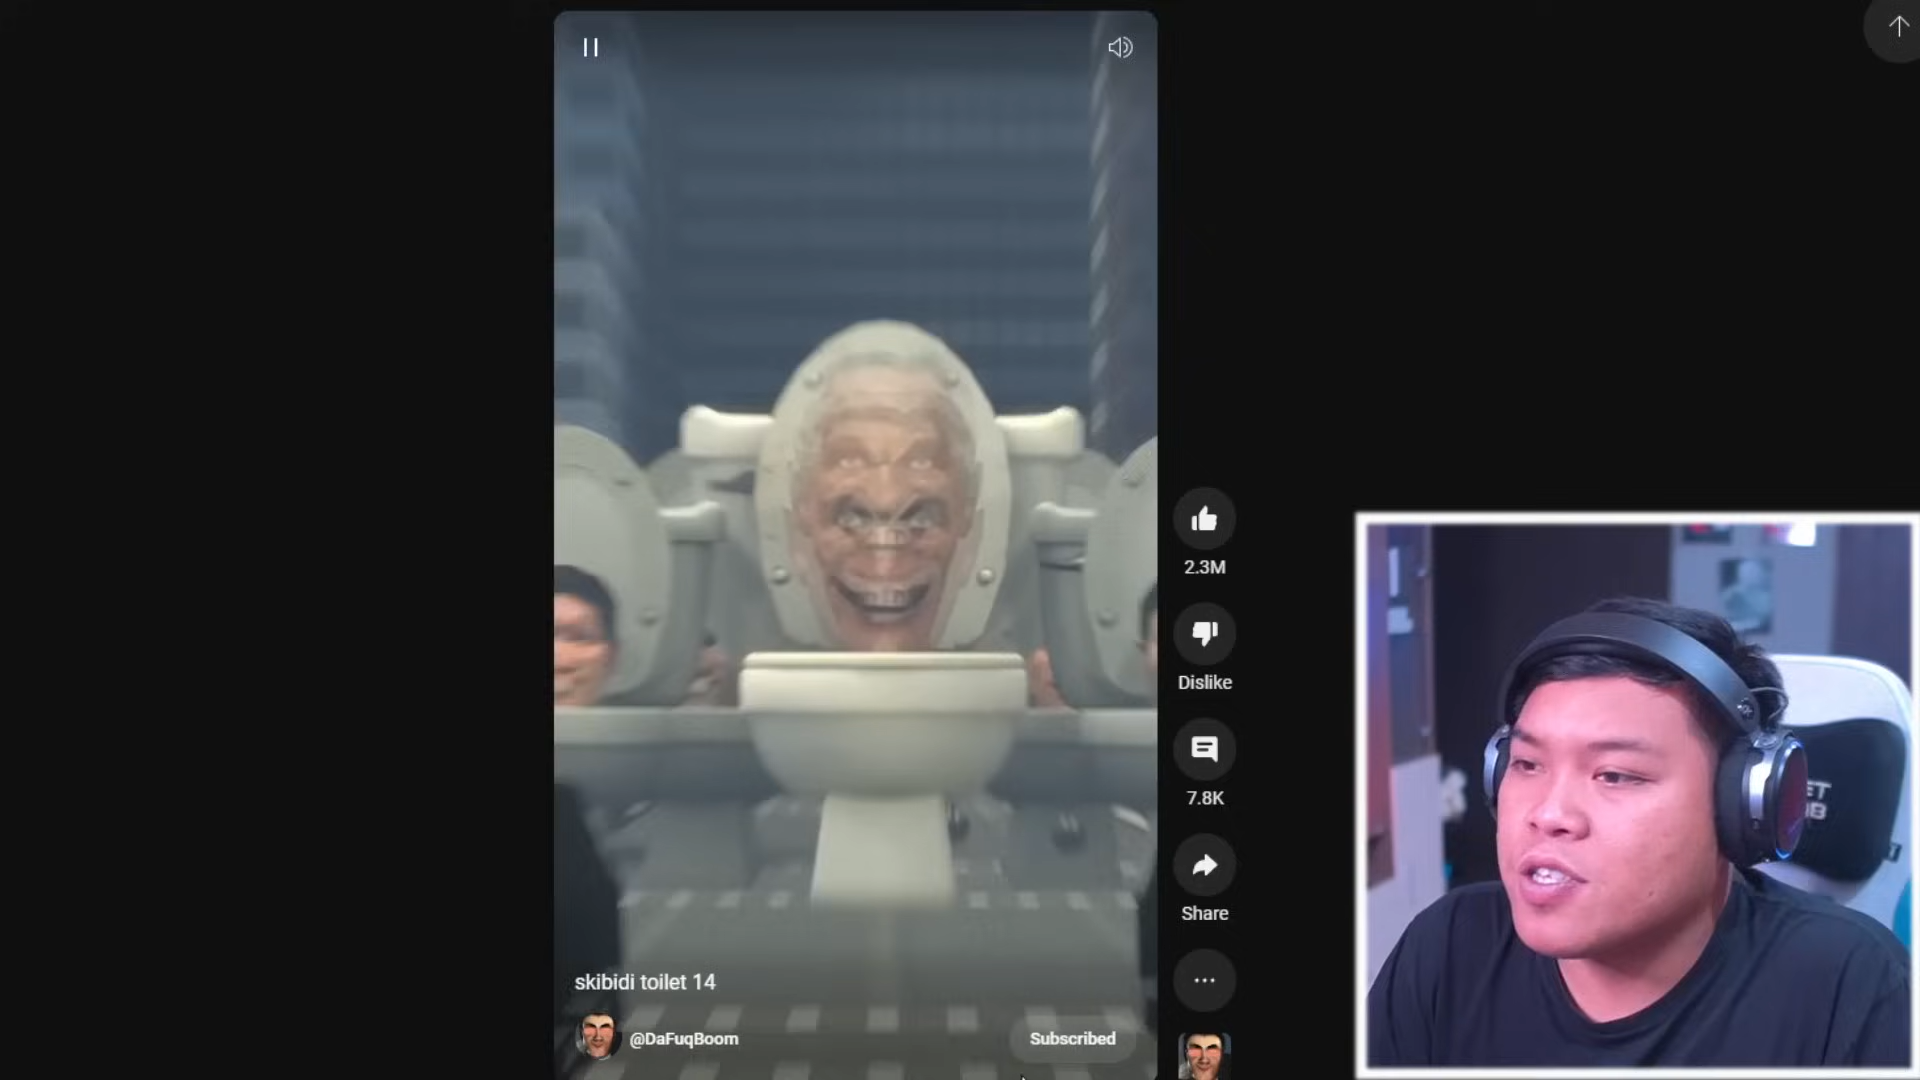 2.3M
Dislike
7.8K
Share
skibidi toilet 14
@DaFuqBoom
Subscribed